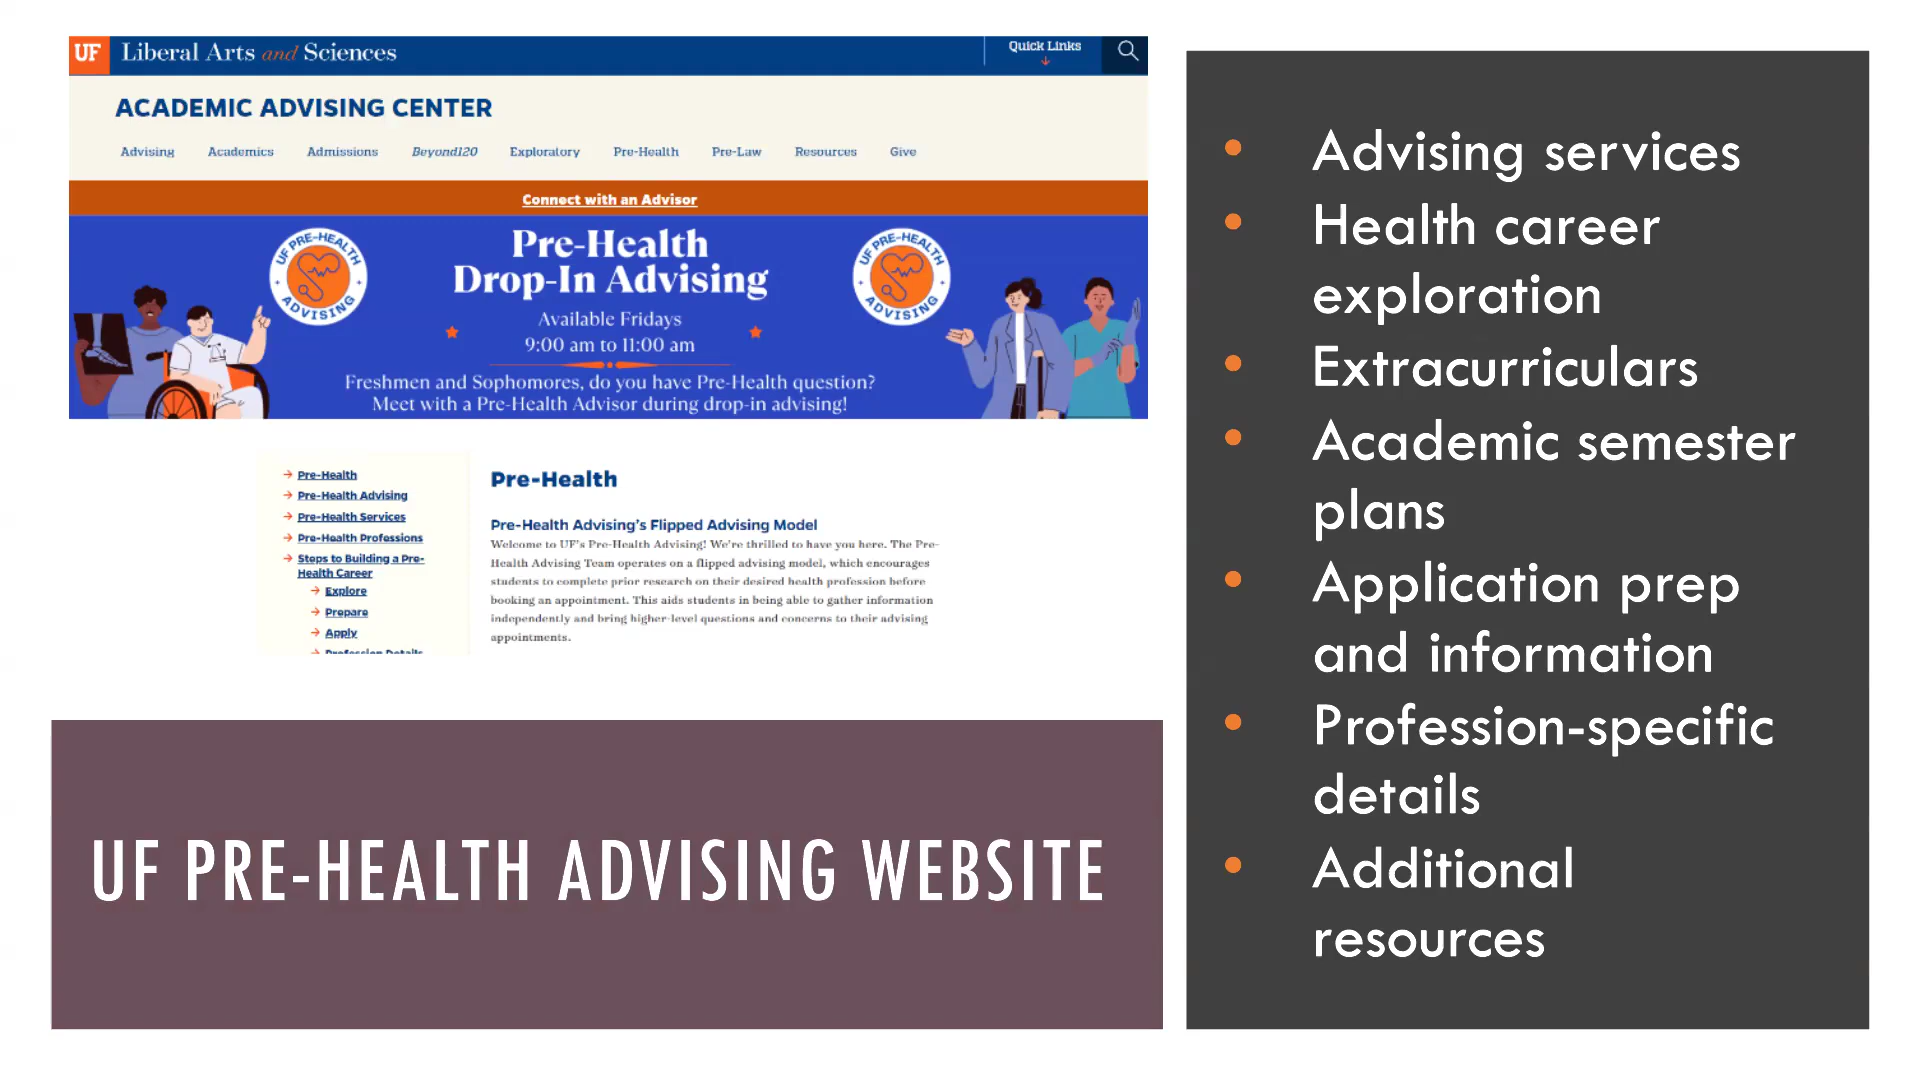 UF Liberal Arts and Sciences
Quick Links
ACADEMIC ADVISING CENTER
Advising Academics Admissions Beyond120 Exploratory Pre-Health Pre-Law Resources Give
Connect with an Advisor
UF PRE-HEALTH ADVISING
Pre-Health
Drop-In Advising
Available Fridays
9:00 am to 11:00 am
Freshmen and Sophomores, do you have Pre-Health question?
Meet with a Pre-Health Advisor during drop-in advising!
UF PRE-HEALTH ADVISING
Pre-Health
Pre-Health Advising
Pre-Health Services
Pre-Health Professions
Steps to Building a Pre-
Health Career
Explore
Prepare
Apply
Profession Details
Pre-Health
Pre-Health Advising's Flipped Advising Model
Welcome to UF's Pre-Health Advising! We're thrilled to have you here. The Pre-
Health Advising Team operates on a flipped advising model, which encourages
students to complete prior research on their desired health profession before
booking an appointment. This aids students in being able to gather information
independently and bring higher-level questions and concerns to their advising
appointments.
UF PRE-HEALTH ADVISING WEBSITE
• Advising services
• Health career
exploration
• Extracurriculars
• Academic semester
plans
• Application prep
and information
• Profession-specific
details
• Additional
resources